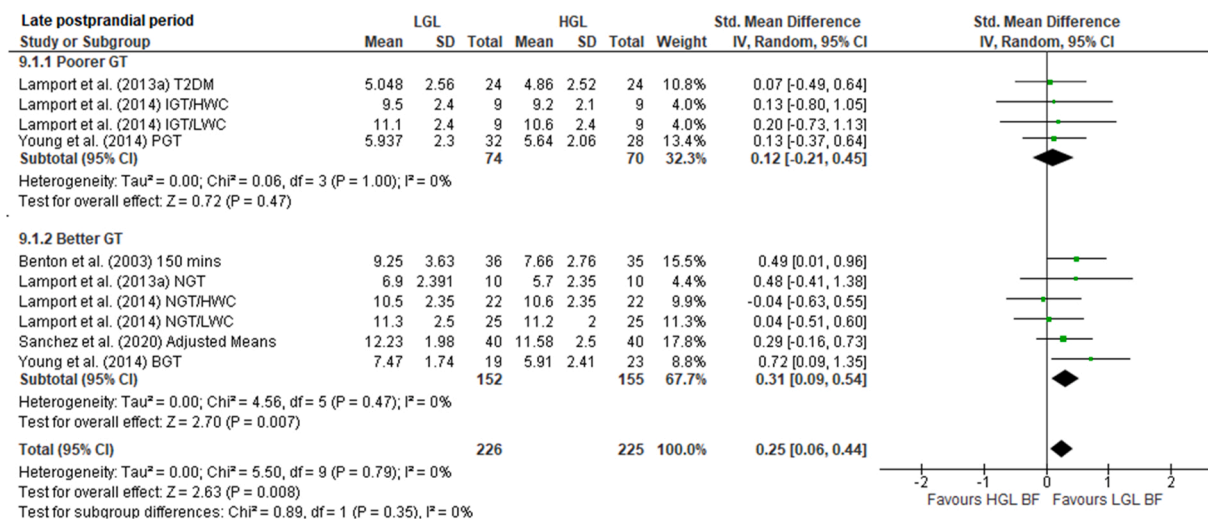 Late postprandial period LGL HGL Std. Mean Difference Std. Mean Difference
Study or Subgroup Mean SD Total Mean SD Total Weight IV, Random, 95% CI IV, Random, 95% CI
9.1.1 Poorer GT
Lamport et al. (2013a) T2DM 5.048 2.56 24 4.86 2.52 24 10.8% 0.07 [-0.49, 0.64]
Lamport et al. (2014) IGT/HWC 9.5 2.4 9 9.2 2.1 9 4.0% 0.13 [-0.80, 1.05]
Lamport et al. (2014) IGT/LWC 11.1 2.4 9 10.6 2.4 9 4.0% 0.20 [-0.73, 1.13]
Young et al. (2014) PGT 5.937 2.3 32 5.64 2.06 28 13.4% 0.13 [-0.37, 0.64]
Subtotal (95% CI) 74 70 32.3% 0.12 [-0.21, 0.45]
Heterogeneity: Tau² = 0.00; Chi² = 0.06, df = 3 (P = 1.00); I² = 0%
Test for overall effect: Z = 0.72 (P = 0.47)
9.1.2 Better GT
Benton et al. (2003) 150 mins 9.25 3.63 36 7.66 2.76 35 15.5% 0.49 [0.01, 0.96]
Lamport et al. (2013a) NGT 6.9 2.391 10 5.7 2.35 10 4.4% 0.48 [-0.41, 1.38]
Lamport et al. (2014) NGT/HWC 10.5 2.35 22 10.6 2.35 22 9.9% -0.04 [-0.63, 0.55]
Lamport et al. (2014) NGT/LWC 11.3 2.5 25 11.2 2 25 11.3% 0.04 [-0.51, 0.60]
Sanchez et al. (2020) Adjusted Means 12.23 1.98 40 11.58 2.5 40 17.8% 0.29 [-0.16, 0.73]
Young et al. (2014) BGT 7.47 1.74 19 5.91 2.41 23 8.8% 0.72 [0.09, 1.35]
Subtotal (95% CI) 152 155 67.7% 0.31 [0.09, 0.54]
Heterogeneity: Tau² = 0.00; Chi² = 4.56, df = 5 (P = 0.47); I² = 0%
Test for overall effect: Z = 2.70 (P = 0.007)
Total (95% CI) 226 225 100.0% 0.25 [0.06, 0.44]
Heterogeneity: Tau² = 0.00; Chi² = 5.50, df = 9 (P = 0.79); I² = 0%
Test for overall effect: Z = 2.63 (P = 0.008)
Test for subgroup differences: Chi² = 0.89, df = 1 (P = 0.35), I² = 0%
-2 -1 0 1 2
Favours HGL BF Favours LGL BF